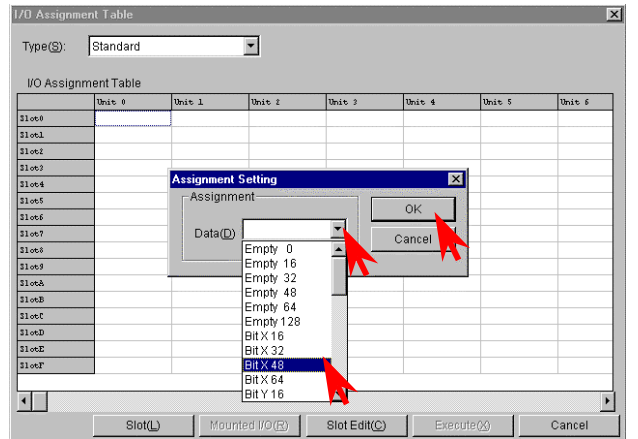 I/O Assignment Table
Type(S): Standard
I/O Assignment Table
Unit 0 Unit 1 Unit 2 Unit 3 Unit 4 Unit 5 Unit 6
Slot0
Slot1
Slot2
Slot3
Slot4
Slot5
Slot6
Slot7
Slot8
Slot9
SlotA
SlotB
SlotC
SlotD
SlotE
SlotF
Assignment Setting
Assignment
Data(D)
OK
Cancel
Empty 0
Empty 16
Empty 32
Empty 48
Empty 64
Empty 128
Bit X 16
Bit X 32
Bit X 48
Bit X 64
Bit Y 16
Slot(L) Mounted I/O(R) Slot Edit(C) Execute(X) Cancel